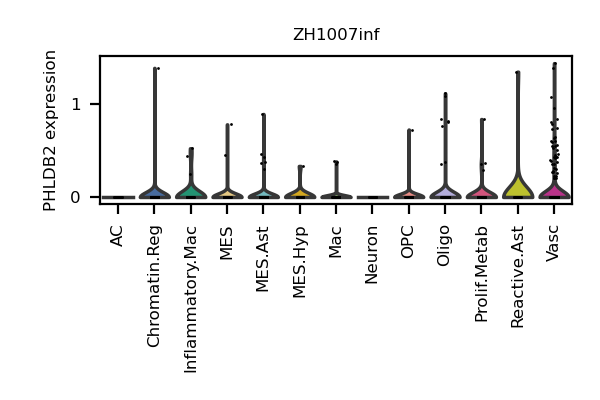 ZH1007inf
PHLDB2 expression
1
0
AC
Chromatin.Reg
Inflammatory.Mac
MES
MES.Ast
MES.Hyp
Mac
Neuron
OPC
Oligo
Prolif.Metab
Reactive.Ast
Vasc